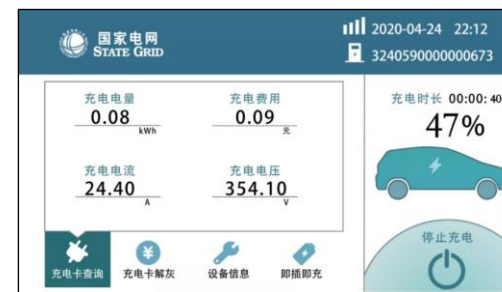 国家电网
STATE GRID
2020-04-24 22:12
3240590000000673
充电电量
0.08
kWh
充电费用
0.09
元
充电电流
24.40
A
充电电压
354.10
V
充电时长 00:00:40
47%
停止充电
充电卡查询
充电卡解灰
设备信息
即插即充